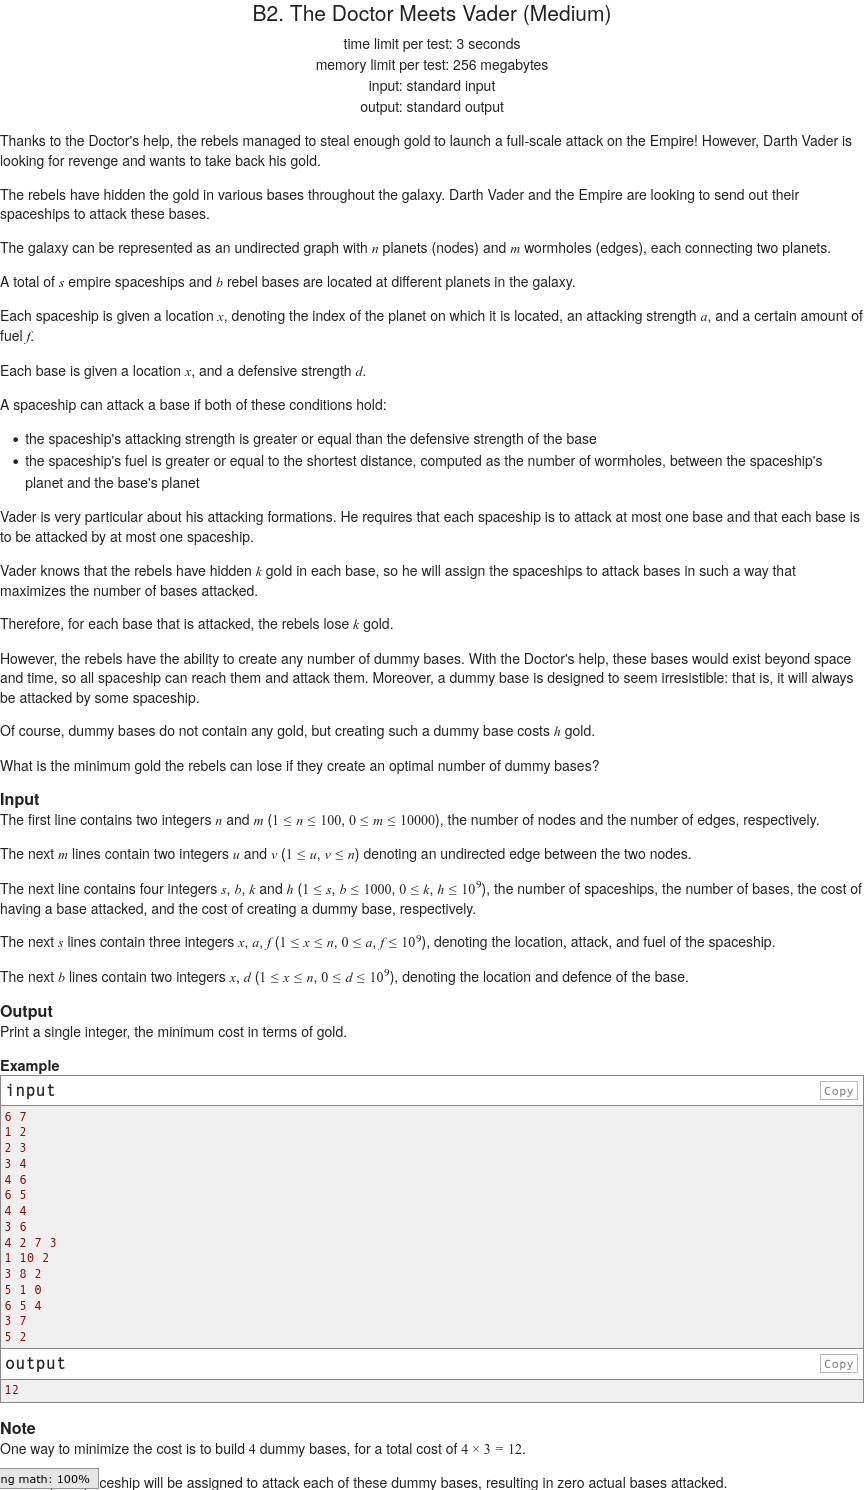 B2. The Doctor Meets Vader (Medium)
time limit per test: 3 seconds
memory limit per test: 256 megabytes
input: standard input
output: standard output
Thanks to the Doctor's help, the rebels managed to steal enough gold to launch a full-scale attack on the Empire! However, Darth Vader is
looking for revenge and wants to take back his gold.
The rebels have hidden the gold in various bases throughout the galaxy. Darth Vader and the Empire are looking to send out their
spaceships to attack these bases.
The galaxy can be represented as an undirected graph with n planets (nodes) and m wormholes (edges), each connecting two planets.
A total of s empire spaceships and b rebel bases are located at different planets in the galaxy.
Each spaceship is given a location x, denoting the index of the planet on which it is located, an attacking strength a, and a certain amount of
fuel f.
Each base is given a location x, and a defensive strength d.
A spaceship can attack a base if both of these conditions hold:
• the spaceship's attacking strength is greater or equal than the defensive strength of the base
• the spaceship's fuel is greater or equal to the shortest distance, computed as the number of wormholes, between the spaceship's
planet and the base's planet
Vader is very particular about his attacking formations. He requires that each spaceship is to attack at most one base and that each base is
to be attacked by at most one spaceship.
Vader knows that the rebels have hidden k gold in each base, so he will assign the spaceships to attack bases in such a way that
maximizes the number of bases attacked.
Therefore, for each base that is attacked, the rebels lose k gold.
However, the rebels have the ability to create any number of dummy bases. With the Doctor's help, these bases would exist beyond space
and time, so all spaceship can reach them and attack them. Moreover, a dummy base is designed to seem irresistible: that is, it will always
be attacked by some spaceship.
Of course, dummy bases do not contain any gold, but creating such a dummy base costs h gold.
What is the minimum gold the rebels can lose if they create an optimal number of dummy bases?
Input
The first line contains two integers n and m (1 ≤ n ≤ 100, 0 ≤ m ≤ 10000), the number of nodes and the number of edges, respectively.
The next m lines contain two integers u and v (1 ≤ u, v ≤ n) denoting an undirected edge between the two nodes.
The next line contains four integers s, b, k and h (1 ≤ s, b ≤ 1000, 0 ≤ k, h ≤ 10⁹), the number of spaceships, the number of bases, the cost of
having a base attacked, and the cost of creating a dummy base, respectively.
The next s lines contain three integers x, a, f (1 ≤ x ≤ n, 0 ≤ a, f ≤ 10⁹), denoting the location, attack, and fuel of the spaceship.
The next b lines contain two integers x, d (1 ≤ x ≤ n, 0 ≤ d ≤ 10⁹), denoting the location and defence of the base.
Output
Print a single integer, the minimum cost in terms of gold.
Example
input Copy
6 7
1 2
2 3
3 4
4 6
6 5
4 4
3 6
4 2 7 3
1 10 2
3 8 2
5 1 0
6 5 4
3 7
5 2
output Copy
12
Note
One way to minimize the cost is to build 4 dummy bases, for a total cost of 4 × 3 = 12.
ng math: 100% ceship will be assigned to attack each of these dummy bases, resulting in zero actual bases attacked.